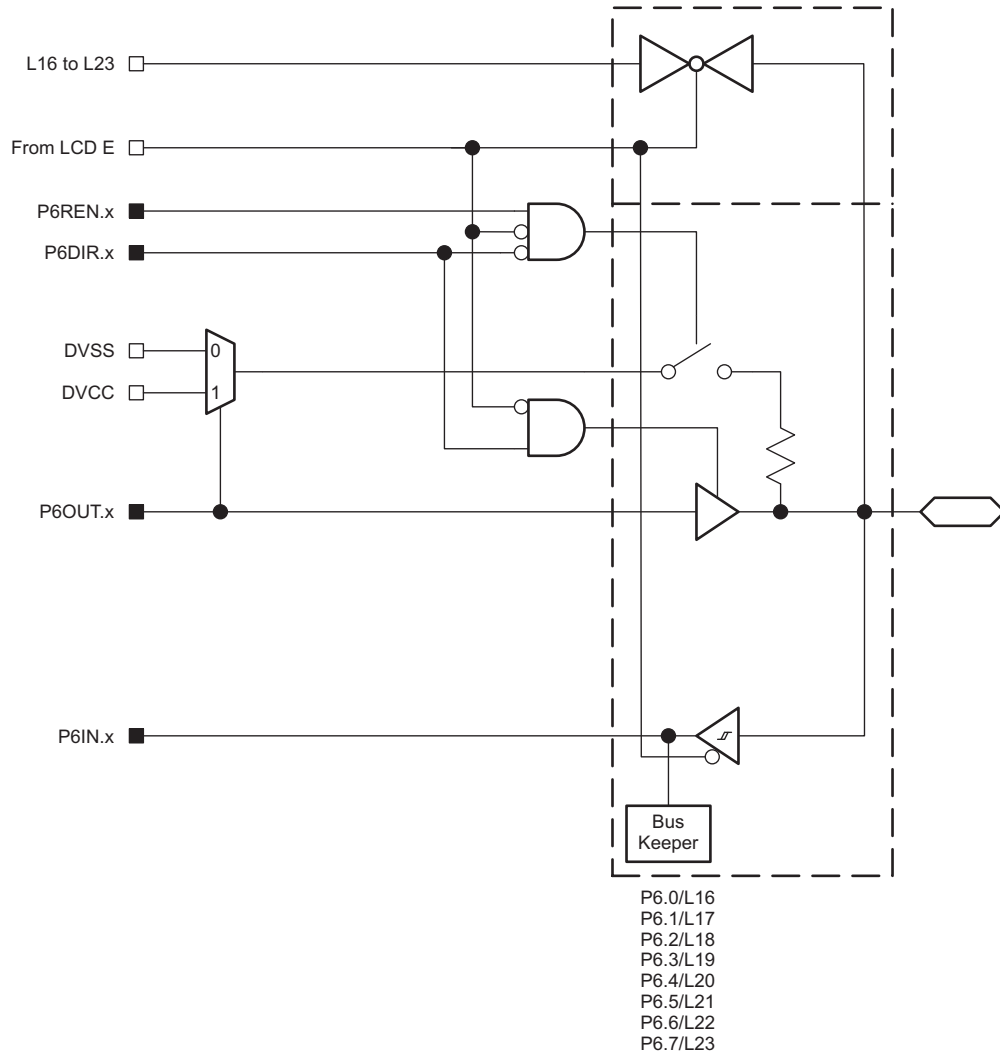 L16 to L23
From LCD E
P6REN.x
P6DIR.x
DVSS
0
DVCC
1
P6OUT.x
P6IN.x
Bus
Keeper
P6.0/L16
P6.1/L17
P6.2/L18
P6.3/L19
P6.4/L20
P6.5/L21
P6.6/L22
P6.7/L23